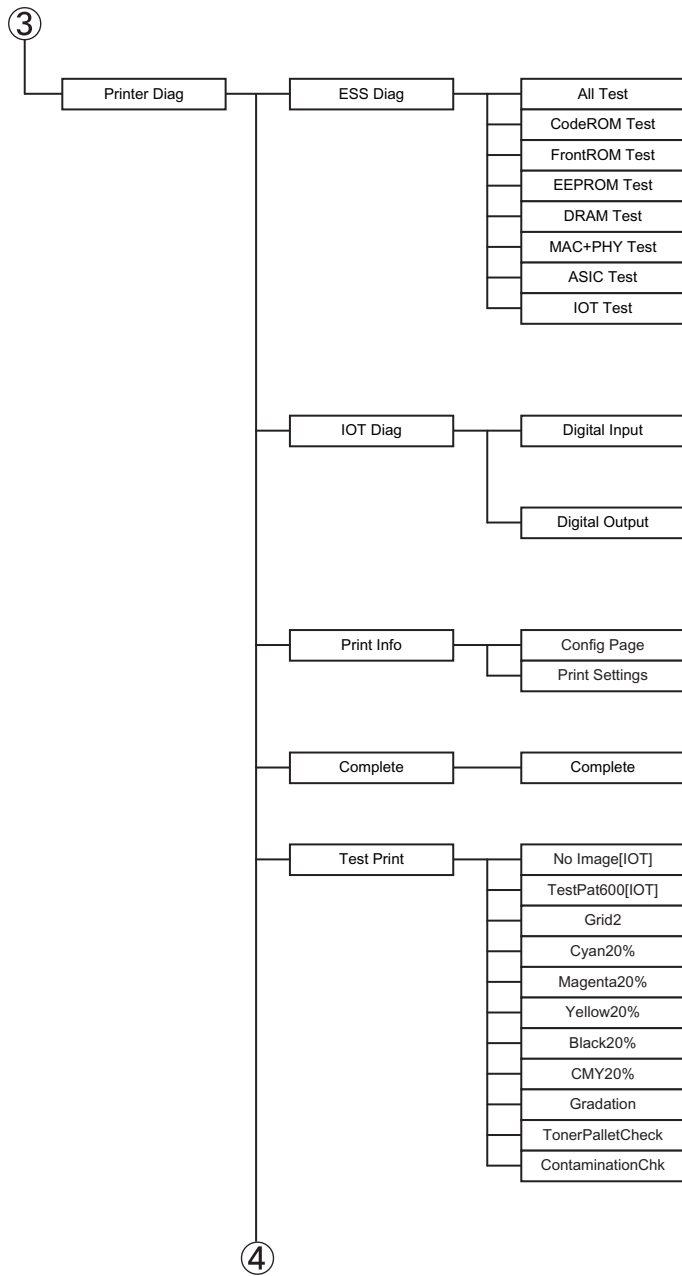 3
Printer Diag
ESS Diag
All Test
CodeROM Test
FrontROM Test
EEPROM Test
DRAM Test
MAC+PHY Test
ASIC Test
IOT Test
IOT Diag
Digital Input
Digital Output
Print Info
Config Page
Print Settings
Complete
Complete
Test Print
No Image[IOT]
TestPat600[IOT]
Grid2
Cyan20%
Magenta20%
Yellow20%
Black20%
CMY20%
Gradation
TonerPalletCheck
ContaminationChk
4